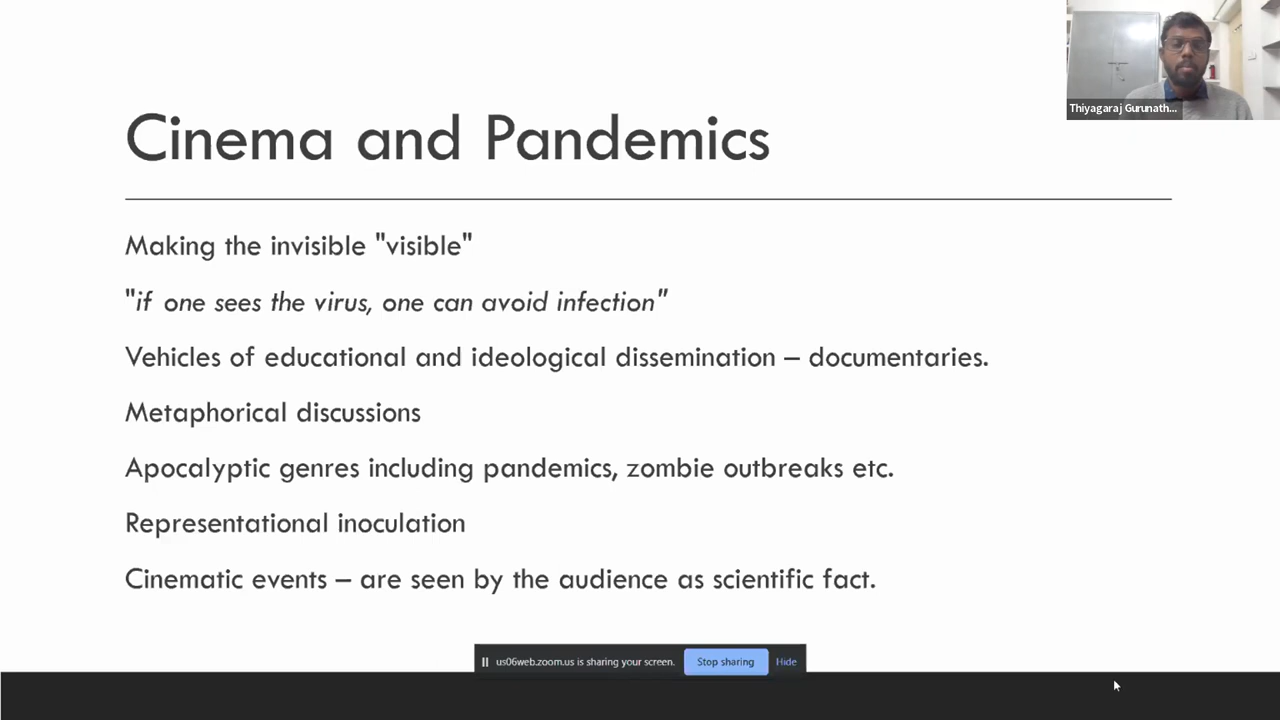 Thiyagaraj Gurunath...
Cinema and Pandemics
Making the invisible "visible"
"if one sees the virus, one can avoid infection"
Vehicles of educational and ideological dissemination – documentaries.
Metaphorical discussions
Apocalyptic genres including pandemics, zombie outbreaks etc.
Representational inoculation
Cinematic events – are seen by the audience as scientific fact.
us06web.zoom.us is sharing your screen. Stop sharing Hide